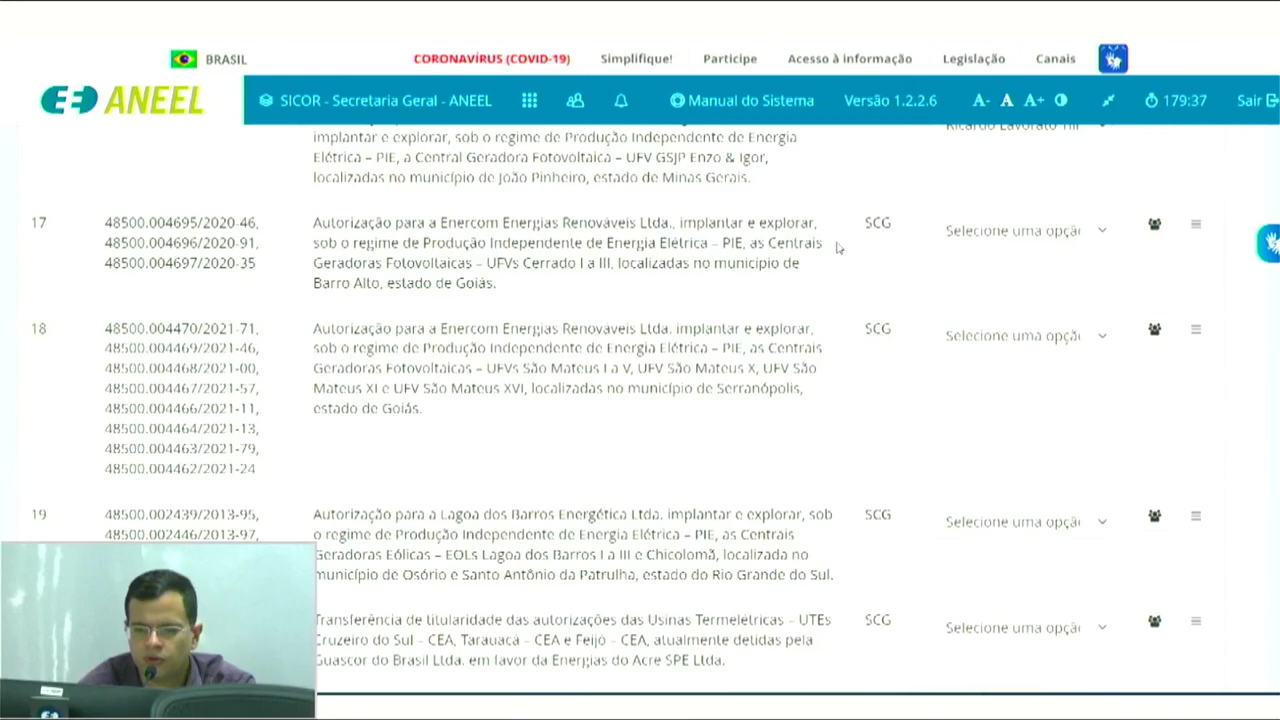 BRASIL
CORONAVÍRUS (COVID-19)
Simplifique!
Participe
Acesso à informação
Legislação
Canais
ANEEL
SICOR - Secretaria Geral - ANEEL
Manual do Sistema
Versão 1.2.2.6
A- A A+
179:37
Sair
implantar e explorar, sob o regime de Produção Independente de Energia
Elétrica – PIE, a Central Geradora Fotovoltaica – UFV GSJP Enzo & Igor,
localizadas no município de João Pinheiro, estado de Minas Gerais.
17
48500.004695/2020-46,
48500.004696/2020-91,
48500.004697/2020-35
Autorização para a Enercom Energias Renováveis Ltda., implantar e explorar,
sob o regime de Produção Independente de Energia Elétrica – PIE, as Centrais
Geradoras Fotovoltaicas – UFVs Cerrado I a III, localizadas no município de
Barro Alto, estado de Goiás.
SCG
Selecione uma opçã
18
48500.004470/2021-71,
48500.004469/2021-46,
48500.004468/2021-00,
48500.004467/2021-57,
48500.004466/2021-11,
48500.004464/2021-13,
48500.004463/2021-79,
48500.004462/2021-24
Autorização para a Enercom Energias Renováveis Ltda. implantar e explorar,
sob o regime de Produção Independente de Energia Elétrica – PIE, as Centrais
Geradoras Fotovoltaicas – UFVs São Mateus I a V, UFV São Mateus X, UFV São
Mateus XI e UFV São Mateus XVI, localizadas no município de Serranópolis,
estado de Goiás.
SCG
Selecione uma opçã
19
48500.002439/2013-95,
48500.002446/2013-97,
Autorização para a Lagoa dos Barros Energética Ltda. implantar e explorar, sob
o regime de Produção Independente de Energia Elétrica – PIE, as Centrais
Geradoras Eólicas – EOLs Lagoa dos Barros I a III e Chicolomã, localizada no
município de Osório e Santo Antônio da Patrulha, estado do Rio Grande do Sul.
SCG
Selecione uma opçã
Transferência de titularidade das autorizações das Usinas Termelétricas – UTEs
Cruzeiro do Sul – CEA, Tarauacá – CEA e Feijó – CEA, atualmente detidas pela
Guascor do Brasil Ltda. em favor da Energias do Acre SPE Ltda.
SCG
Selecione uma opçã